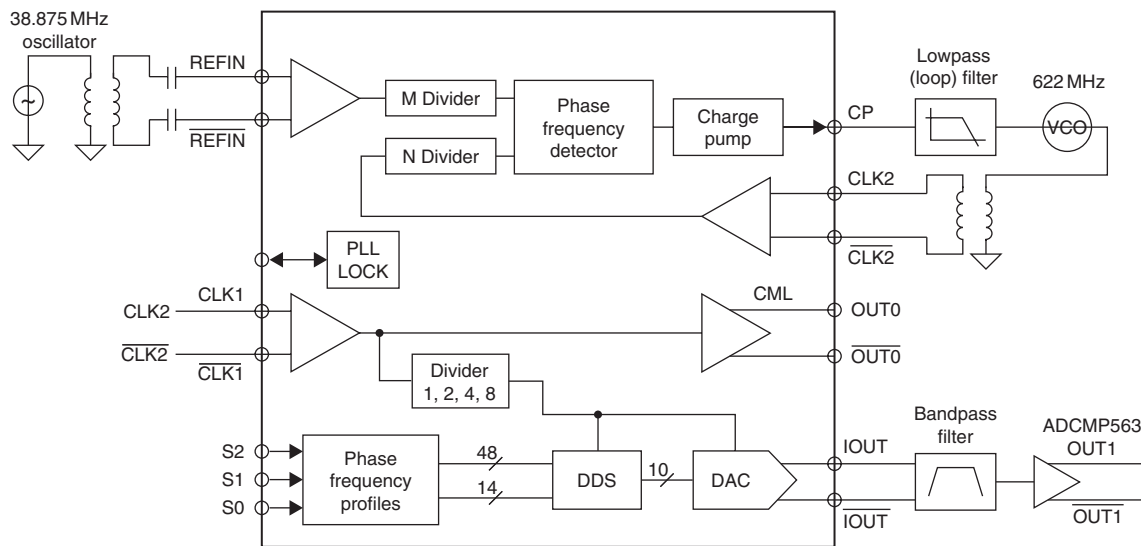 38.875 MHz
oscillator
REFIN
REFIN
M Divider
N Divider
Phase
frequency
detector
Charge
pump
CP
Lowpass
(loop) filter
622 MHz
VCO
CLK2
CLK2
PLL
LOCK
CLK2
CLK1
CLK2
CLK1
CML
OUT0
OUT0
Divider
1, 2, 4, 8
S2
S1
S0
Phase
frequency
profiles
48
14
DDS
10
DAC
IOUT
IOUT
Bandpass
filter
ADCMP563
OUT1
OUT1